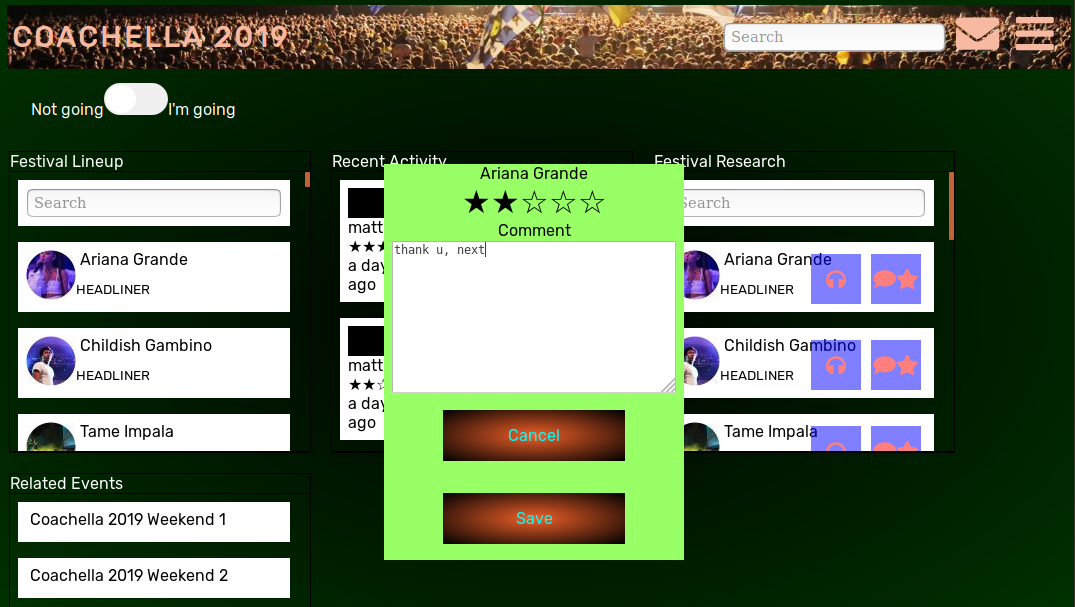 COACHELLA 2019
Search
Not going
I'm going
Festival Lineup
Search
Ariana Grande
HEADLINER
Childish Gambino
HEADLINER
Tame Impala
Related Events
Coachella 2019 Weekend 1
Coachella 2019 Weekend 2
Recent Activity
matt
★★★
a day
ago
matt
★★☆
a day
ago
Ariana Grande
★★☆☆☆
Comment
thank u, next
Cancel
Save
Festival Research
Search
Ariana Grande
HEADLINER
Childish Gambino
HEADLINER
Tame Impala